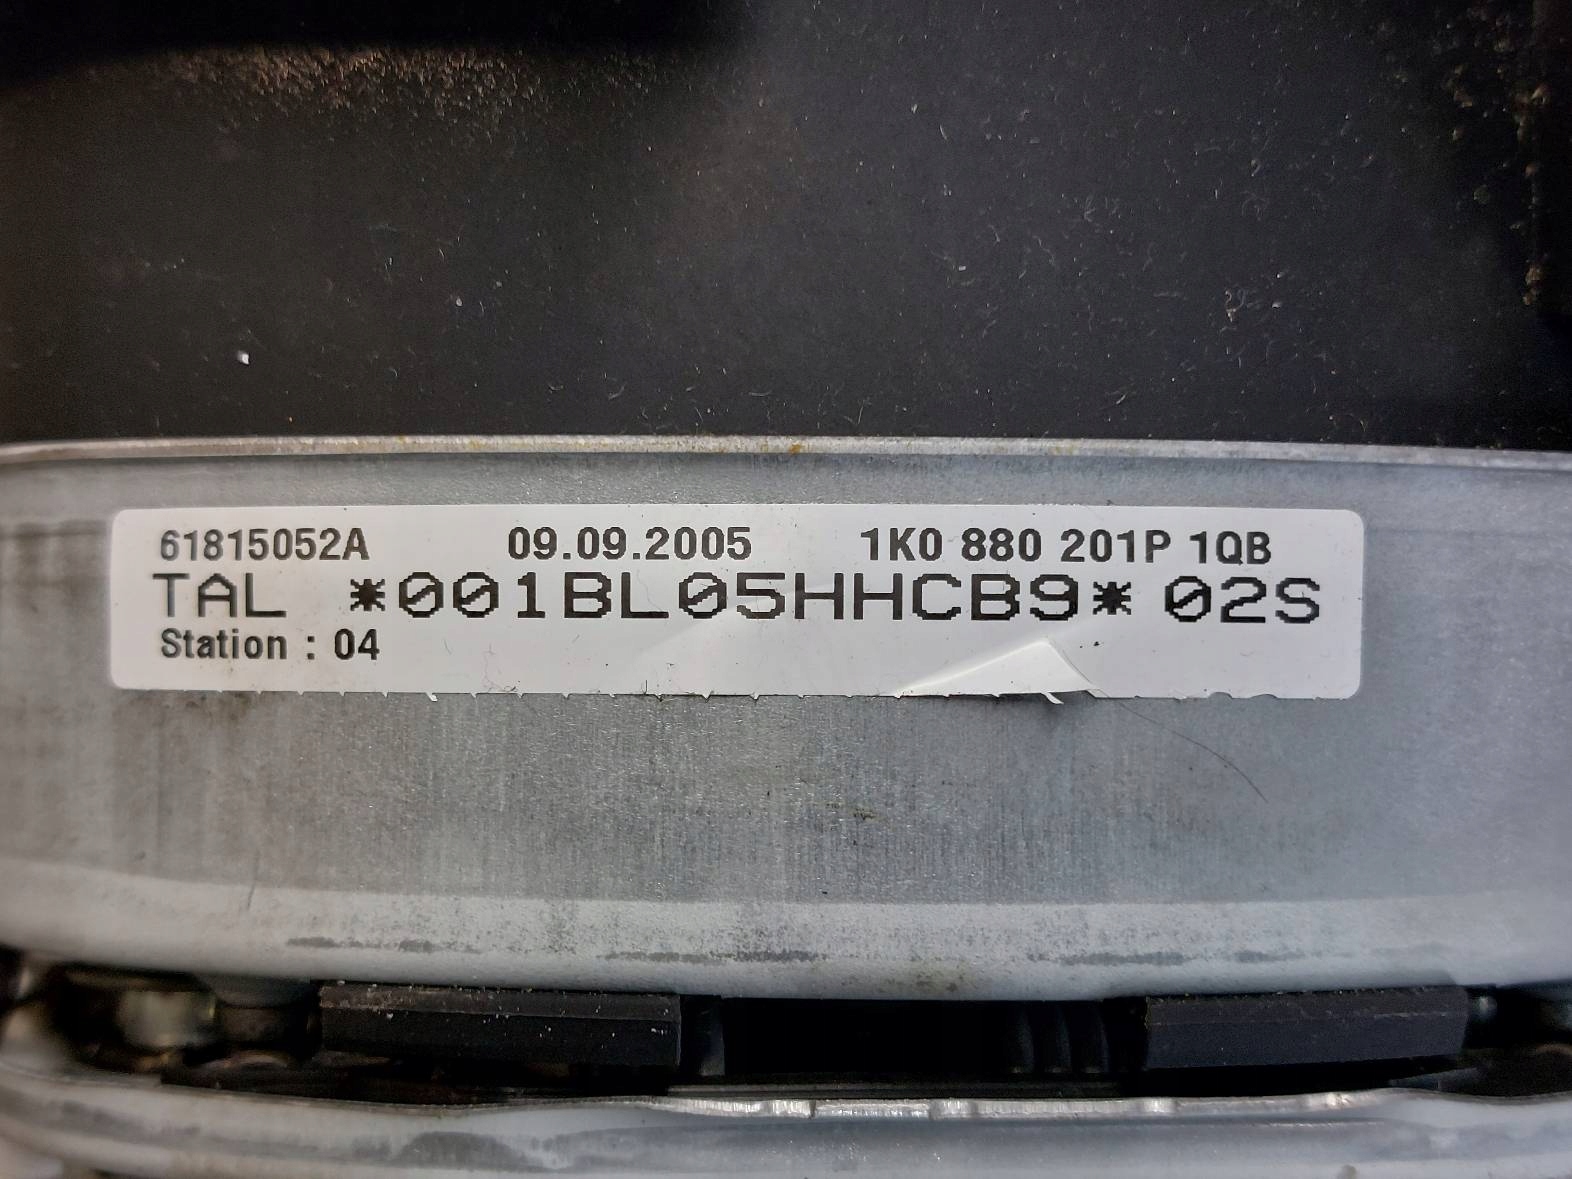 61815052A 09.09.2005 1K0 880 201P 1QB
TAL *001BL05HHCB9* 02S
Station : 04